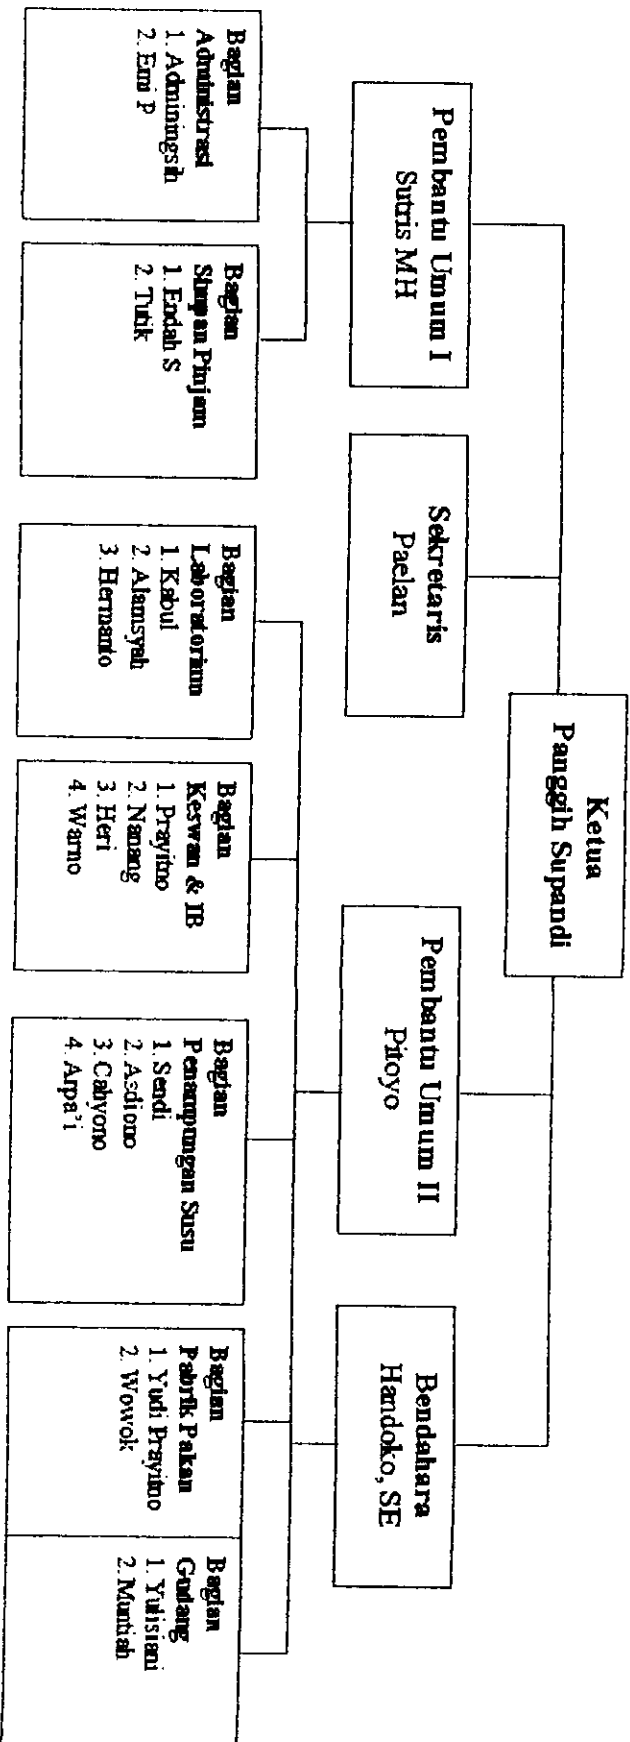 Ketua
Panggih Supandi
Pembantu Umum I
Sutris MH
Sekretaris
Paelan
Pembantu Umum II
Pitoyo
Bendahara
Handoko, SE
Bagian
Administrasi
1. Adminingsih
2. Erni P
Bagian
Simpan Pinjam
1. Endah S
2. Tutik
Bagian
Laboratorium
1. Kabul
2. Alamsyah
3. Hermanto
Bagian
Keswan & IB
1. Prayitno
2. Nanang
3. Heri
4. Warno
Bagian
Penampungan Susu
1. Sendi
2. Asdiono
3. Cahyono
4. Arpa'i
Bagian
Pabrik Pakan
1. Yudi Prayitno
2. Wowok
Bagian
Gudang
1. Yulisiani
2. Muntiah